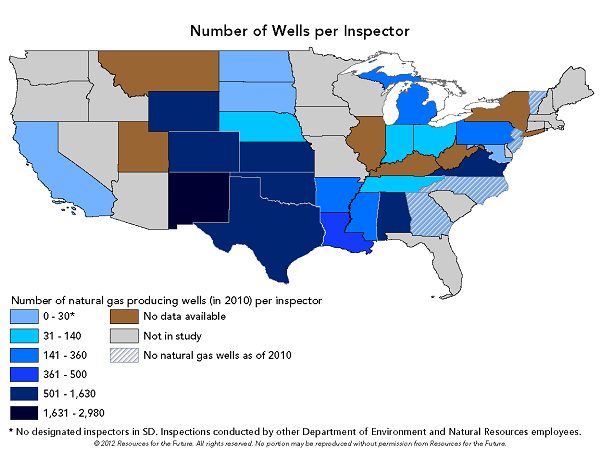 Number of Wells per Inspector
Number of natural gas producing wells (in 2010) per inspector
0 - 30*
No data available
31 - 140
Not in study
141 - 360
No natural gas wells as of 2010
361 - 500
501 - 1,630
1,631 - 2,980
* No designated inspectors in SD. Inspections conducted by other Department of Environment and Natural Resources employees.
© 2012 Resources for the Future. All rights reserved. No portion may be reproduced without permission from Resources for the Future.